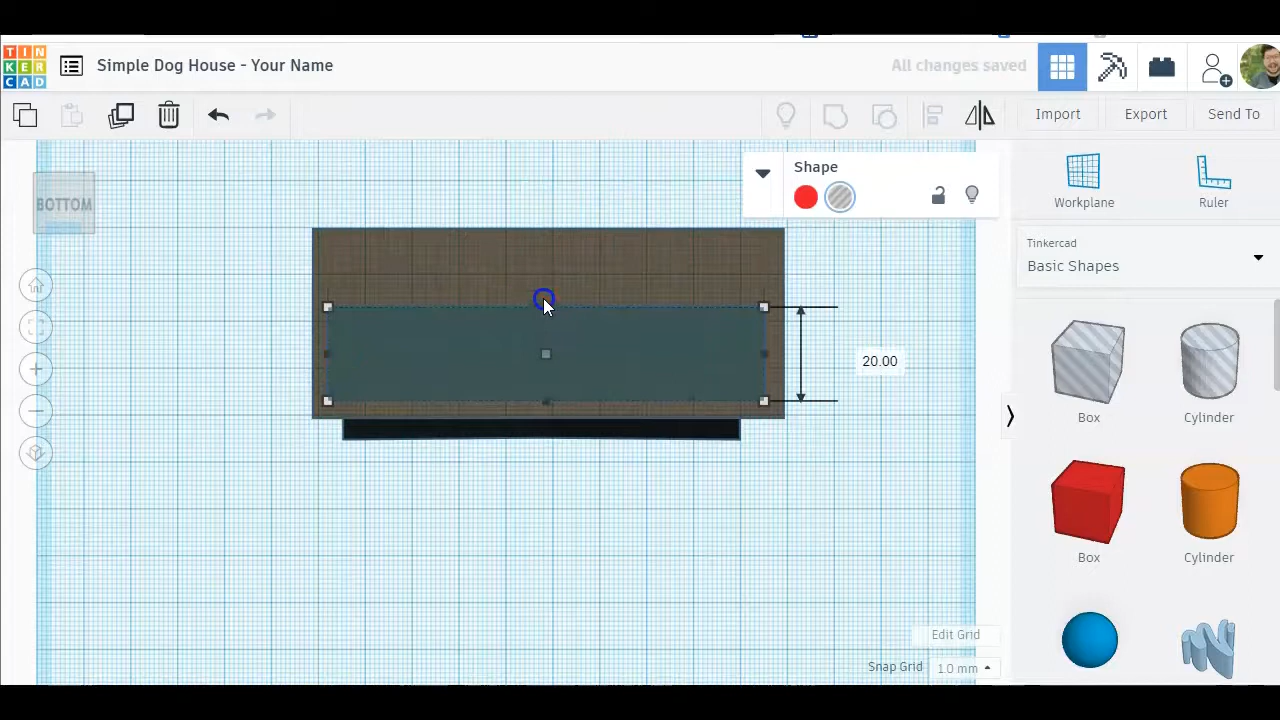 TIN
KER
CAD
Simple Dog House - Your Name
All changes saved
Import
Export
Send To
BOTTOM
Shape
20.00
Workplane
Ruler
Tinkercad
Basic Shapes
Box
Cylinder
Box
Cylinder
Edit Grid
Snap Grid
1.0 mm